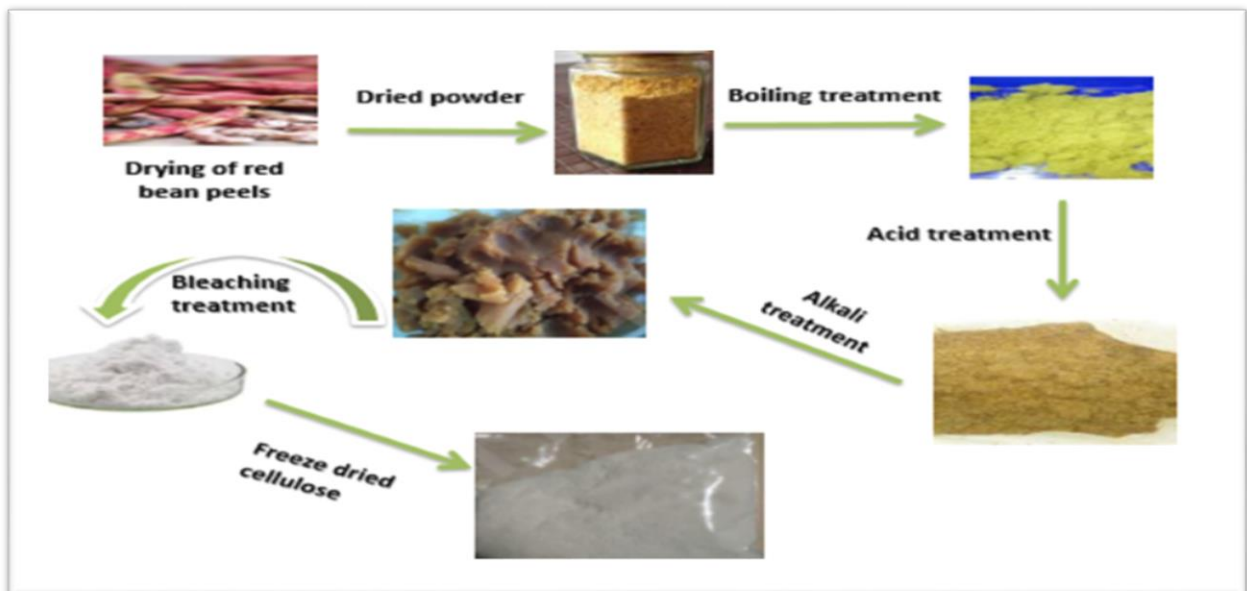 Dried powder
Boiling treatment
Drying of red
bean peels
Acid treatment
Alkali
treatment
Bleaching
treatment
Freeze dried
cellulose